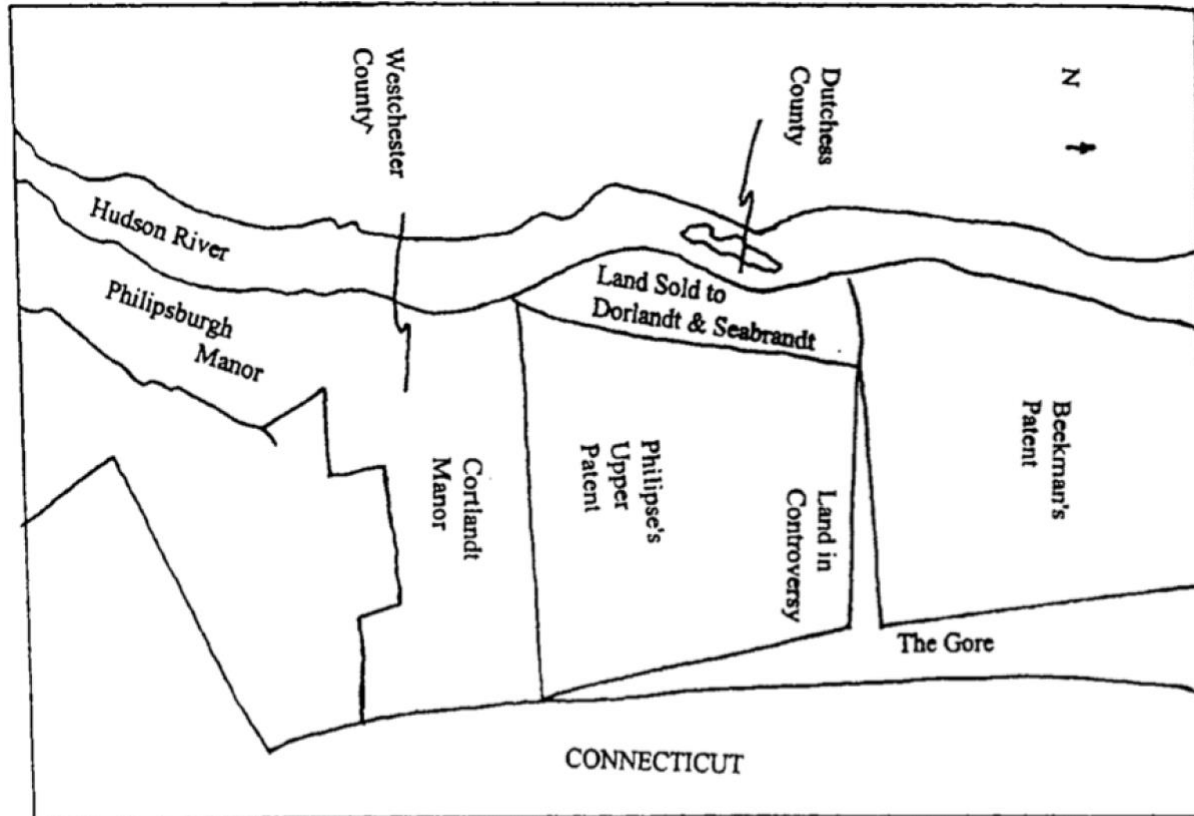 Westchester
County
Dutchess
County
N
Hudson River
Philipsburgh
Manor
Land Sold to
Dorlandt & Seabrandt
Cortlandt
Manor
Philipse's
Upper
Patent
Land in
Controversy
Beekman's
Patent
The Gore
CONNECTICUT